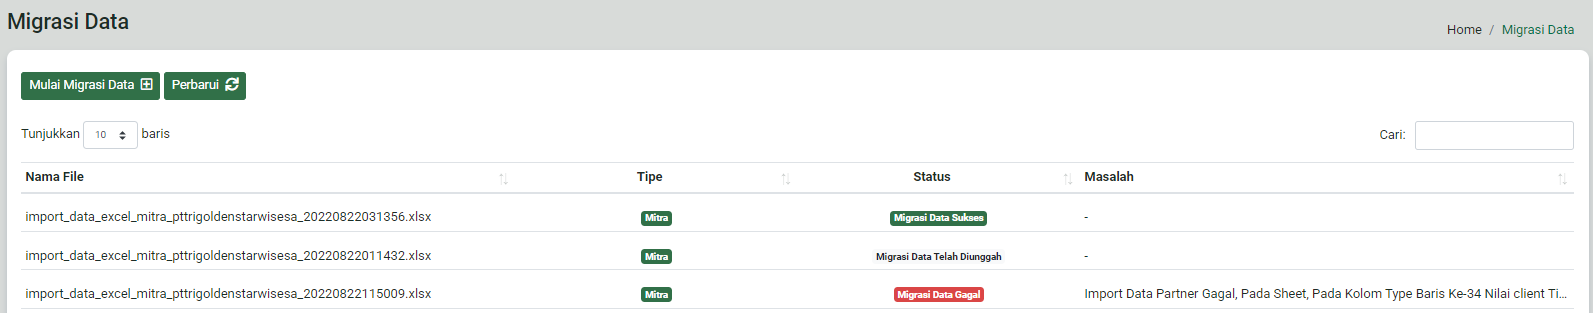 Migrasi Data
Home / Migrasi Data
Mulai Migrasi Data Perbarui
Tunjukkan 10 baris
Cari:
Nama File Tipe Status Masalah
import_data_excel_mitra_pttrigoldenstarwisesa_20220822031356.xlsx Mitra Migrasi Data Sukses -
import_data_excel_mitra_pttrigoldenstarwisesa_20220822011432.xlsx Mitra Migrasi Data Telah Diunggah -
import_data_excel_mitra_pttrigoldenstarwisesa_20220822115009.xlsx Mitra Migrasi Data Gagal Import Data Partner Gagal, Pada Sheet, Pada Kolom Type Baris Ke-34 Nilai client Ti...